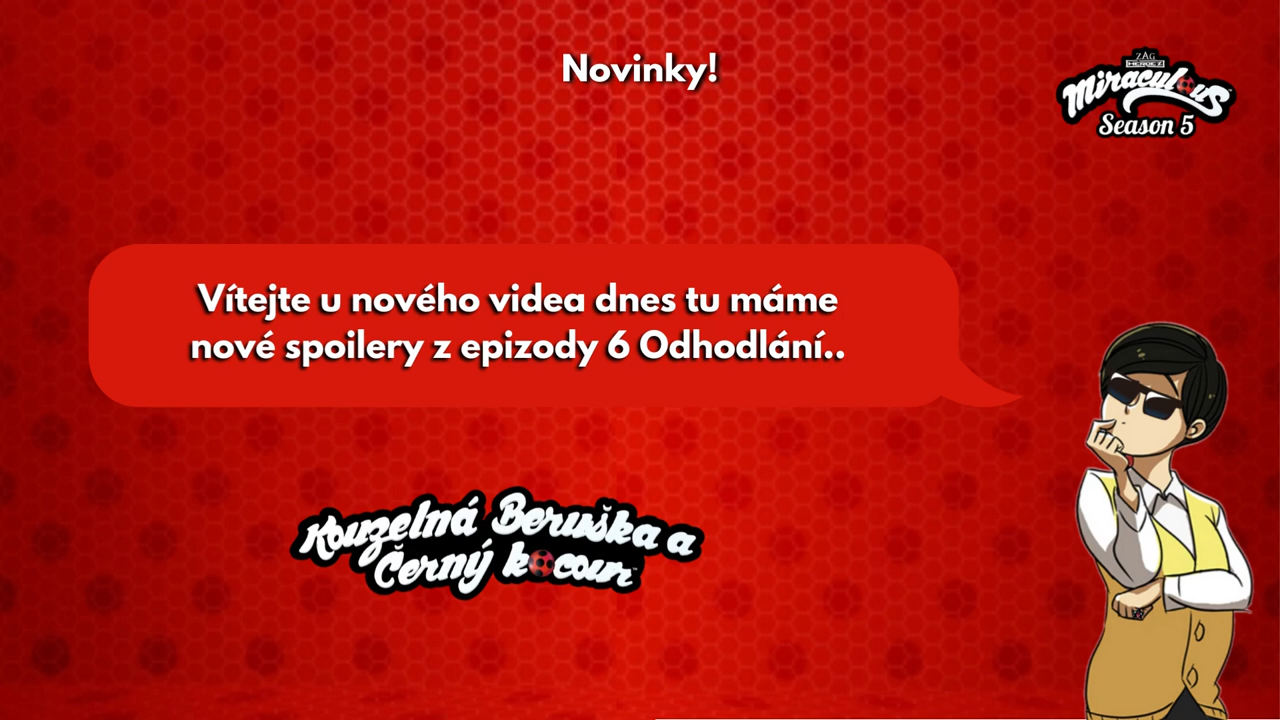 Novinky!
ZAG
HEROEZ
Miraculous
Season 5
Vítejte u nového videa dnes tu máme
nové spoilery z epizody 6 Odhodlání..
Kouzelná Beruška a
Černý kocour